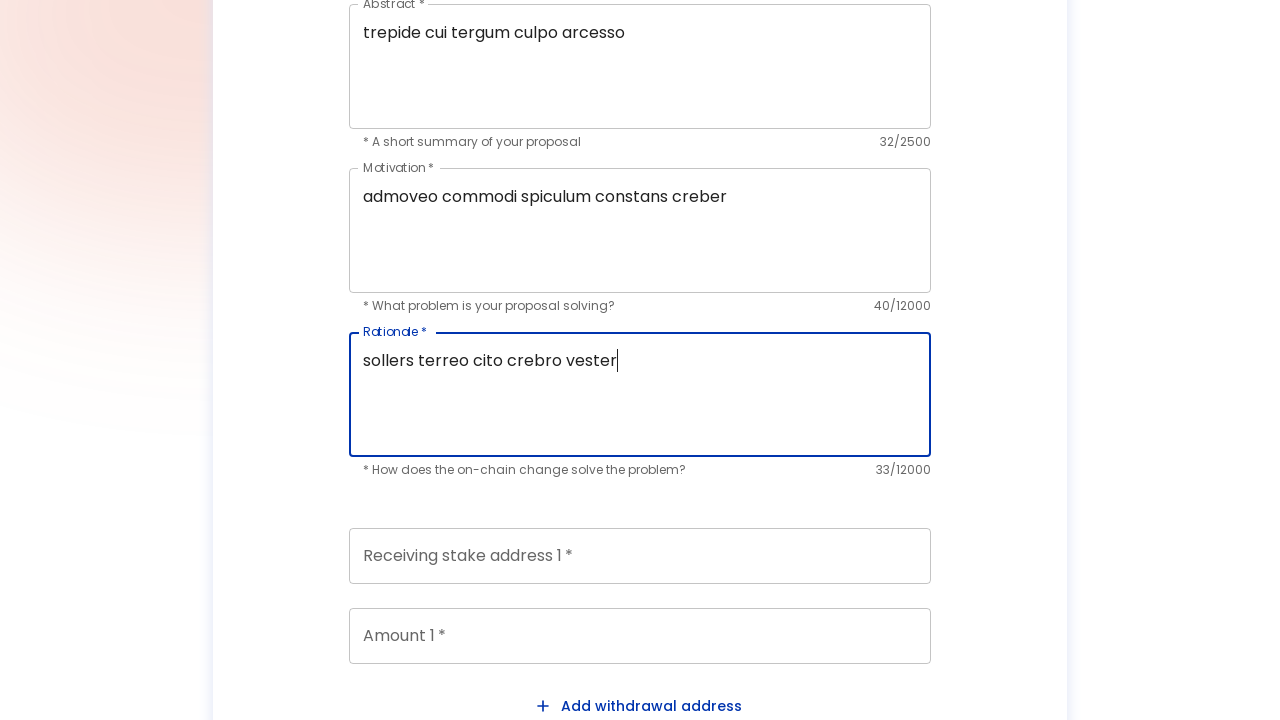 Abstract *
trepide cui tergum culpo arcesso
* A short summary of your proposal 32/2500
Motivation *
admoveo commodi spiculum constans creber
* What problem is your proposal solving? 40/12000
Rationale *
sollers terreo cito crebro vester
* How does the on-chain change solve the problem? 33/12000
Receiving stake address 1 *
Amount 1 *
+ Add withdrawal address